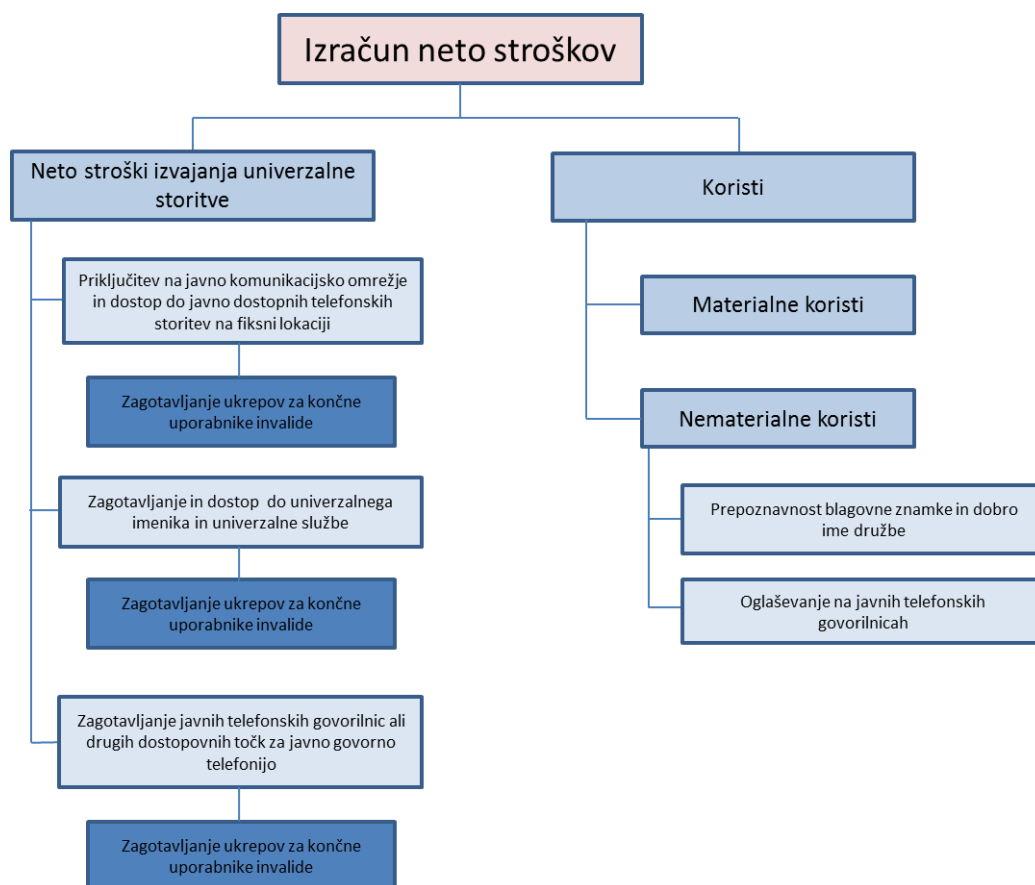 Izračun neto stroškov
Neto stroški izvajanja univerzalne
storitve
Priključitev na javno komunikacijsko omrežje
in dostop do javno dostopnih telefonskih
storitev na fiksni lokaciji
Zagotavljanje ukrepov za končne
uporabnike invalide
Zagotavljanje in dostop do univerzalnega
imenika in univerzalne službe
Zagotavljanje ukrepov za končne
uporabnike invalide
Zagotavljanje javnih telefonskih govorilnic ali
drugih dostopovnih točk za javno govorno
telefonijo
Zagotavljanje ukrepov za končne
uporabnike invalide
Koristi
Materialne koristi
Nematerialne koristi
Prepoznavnost blagovne znamke in dobro
ime družbe
Oglaševanje na javnih telefonskih
govorilnicah